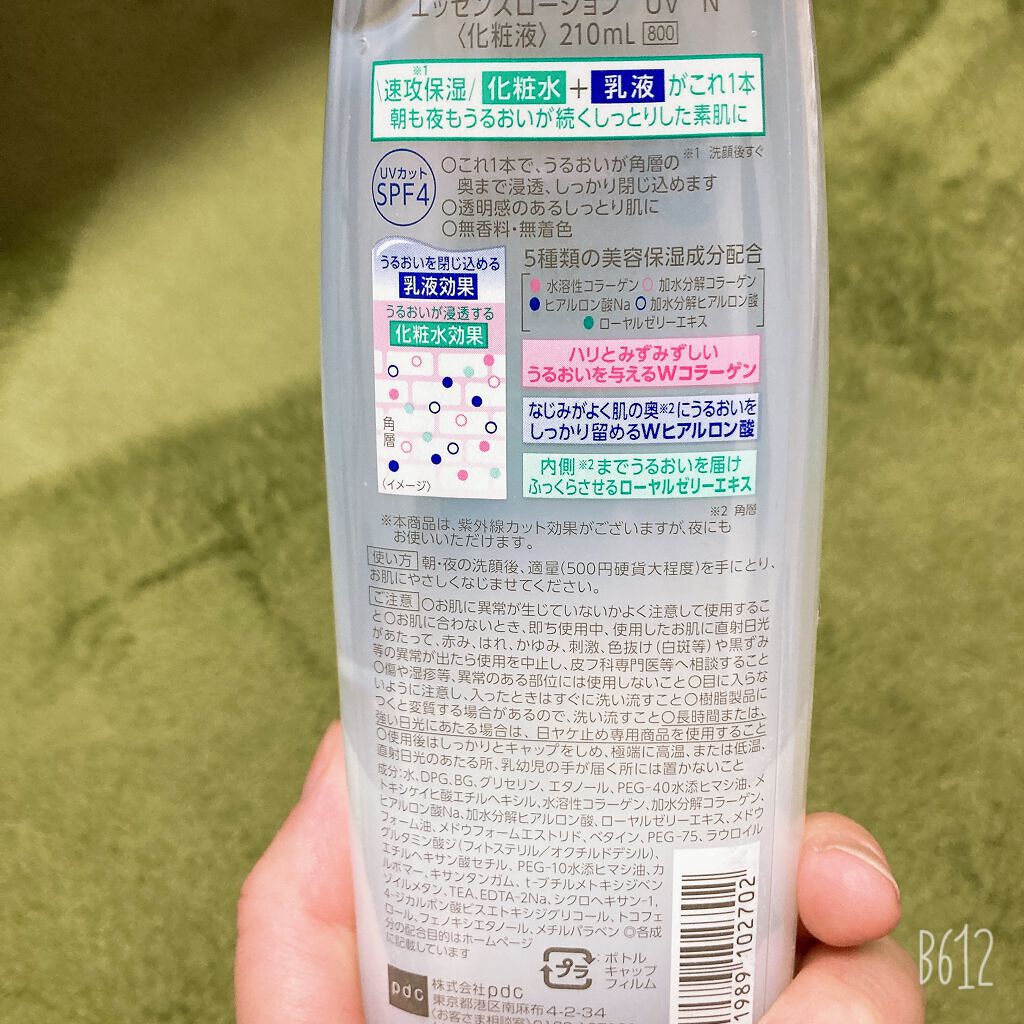 エッセンスローション UV N
〈化粧液〉210mL 800
※1
\速攻保湿/ 化粧水+乳液がこれ1本
朝も夜もうるおいが続くしっとりした素肌に
※1 洗顔後すぐ
UVカット
SPF4
○これ1本で、うるおいが角層の
奥まで浸透、しっかり閉じ込めます
○透明感のあるしっとり肌に
○無香料・無着色
うるおいを閉じ込める
乳液効果
うるおいが浸透する
化粧水効果
角層
〈イメージ〉
5種類の美容保湿成分配合
水溶性コラーゲン 加水分解コラーゲン
ヒアルロン酸Na 加水分解ヒアルロン酸
ローヤルゼリーエキス
ハリとみずみずしい
うるおいを与えるWコラーゲン
なじみがよく肌の奥※2にうるおいを
しっかり留めるWヒアルロン酸
内側※2までうるおいを届け
ふっくらさせるローヤルゼリーエキス
※2 角層
※本商品は、紫外線カット効果がございますが、夜にも
お使いいただけます。
使い方 朝・夜の洗顔後、適量(500円硬貨大程度)を手にとり、
お肌にやさしくなじませてください。
ご注意 ○お肌に異常が生じていないかよく注意して使用するこ
と○お肌に合わないとき、即ち使用中、使用したお肌に直射日光
があたって、赤み、はれ、かゆみ、刺激、色抜け(白斑等)や黒ずみ
等の異常が出たら使用を中止し、皮フ科専門医等へ相談すること
○傷や湿疹等、異常のある部位には使用しないこと○目に入らな
いように注意し、入ったときはすぐに洗い流すこと○樹脂製品に
つくと変質する場合があるので、洗い流すこと○長時間または、
強い日光にあたる場合は、日ヤケ止め専用商品を使用すること
○使用後はしっかりとキャップをしめ、極端に高温、または低温、
直射日光のあたる所、乳幼児の手が届く所には置かないこと
成分:水、DPG、BG、グリセリン、エタノール、PEG-40水添ヒマシ油、メ
トキシケイヒ酸エチルヘキシル、水溶性コラーゲン、加水分解コラーゲン、
ヒアルロン酸Na、加水分解ヒアルロン酸、ローヤルゼリーエキス、メドウ
フォーム油、メドウフォームエストリド、ベタイン、PEG-75、ラウロイル
グルタミン酸ジ(フィトステリル/オクチルドデシル)、
エチルヘキサン酸セチル、PEG-10水添ヒマシ油、カ
ルボマー、キサンタンガム、t-ブチルメトキシジベン
ゾイルメタン、TEA、EDTA-2Na、シクロヘキサン-1,
4-ジカルボン酸ビスエトキシジグリコール、トコフェ
ロール、フェノキシエタノール、メチルパラベン ◎各成
分の配合目的はホームページ
に記載しています
プラ :ボトル
キャップ
フィルム
1989 102702
pdc 株式会社pdc
東京都港区南麻布4-2-34
〈お客さま相談室〉
B612